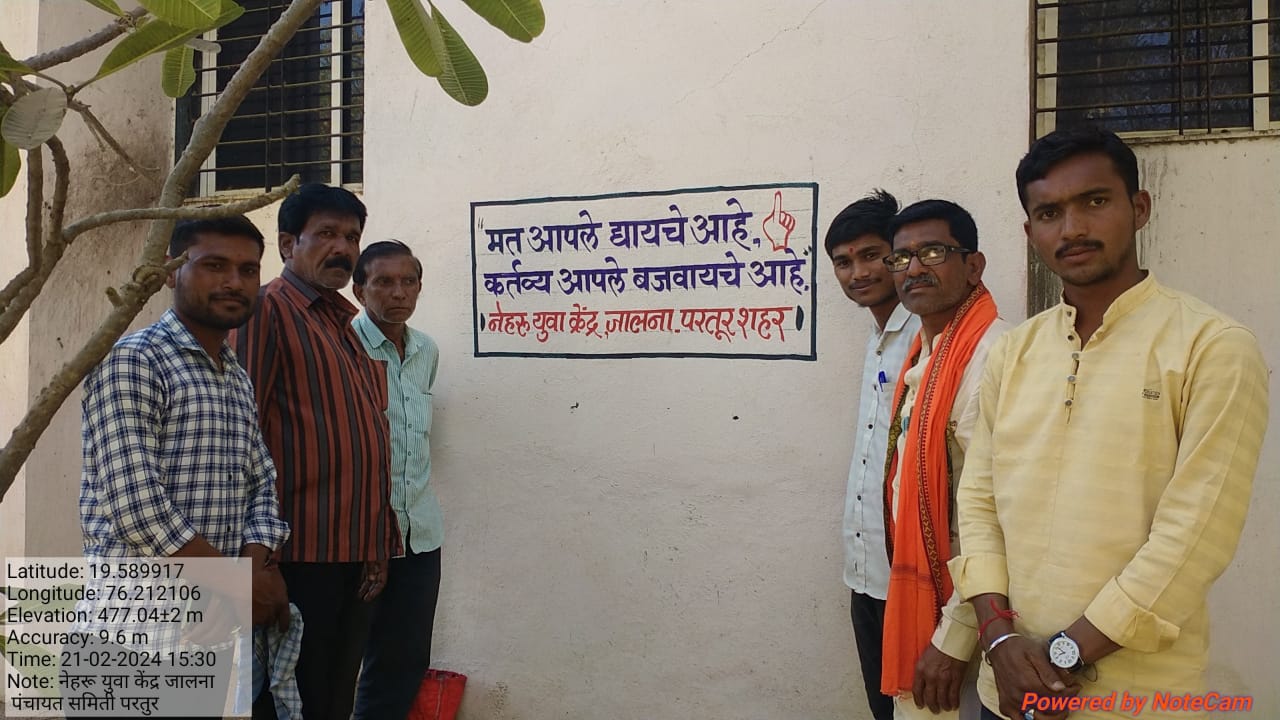 "मत आपले द्यायचे आहे.
कर्तव्य आपले बजवायचे आहे."
नेहरू युवा केंद्र, जालना. परतूर शहर
Latitude: 19.589917
Longitude: 76.212106
Elevation: 477.04±2 m
Accuracy: 9.6 m
Time: 21-02-2024 15:30
Note: नेहरू युवा केंद्र जालना
पंचायत समिती परतुर
Powered by NoteCam